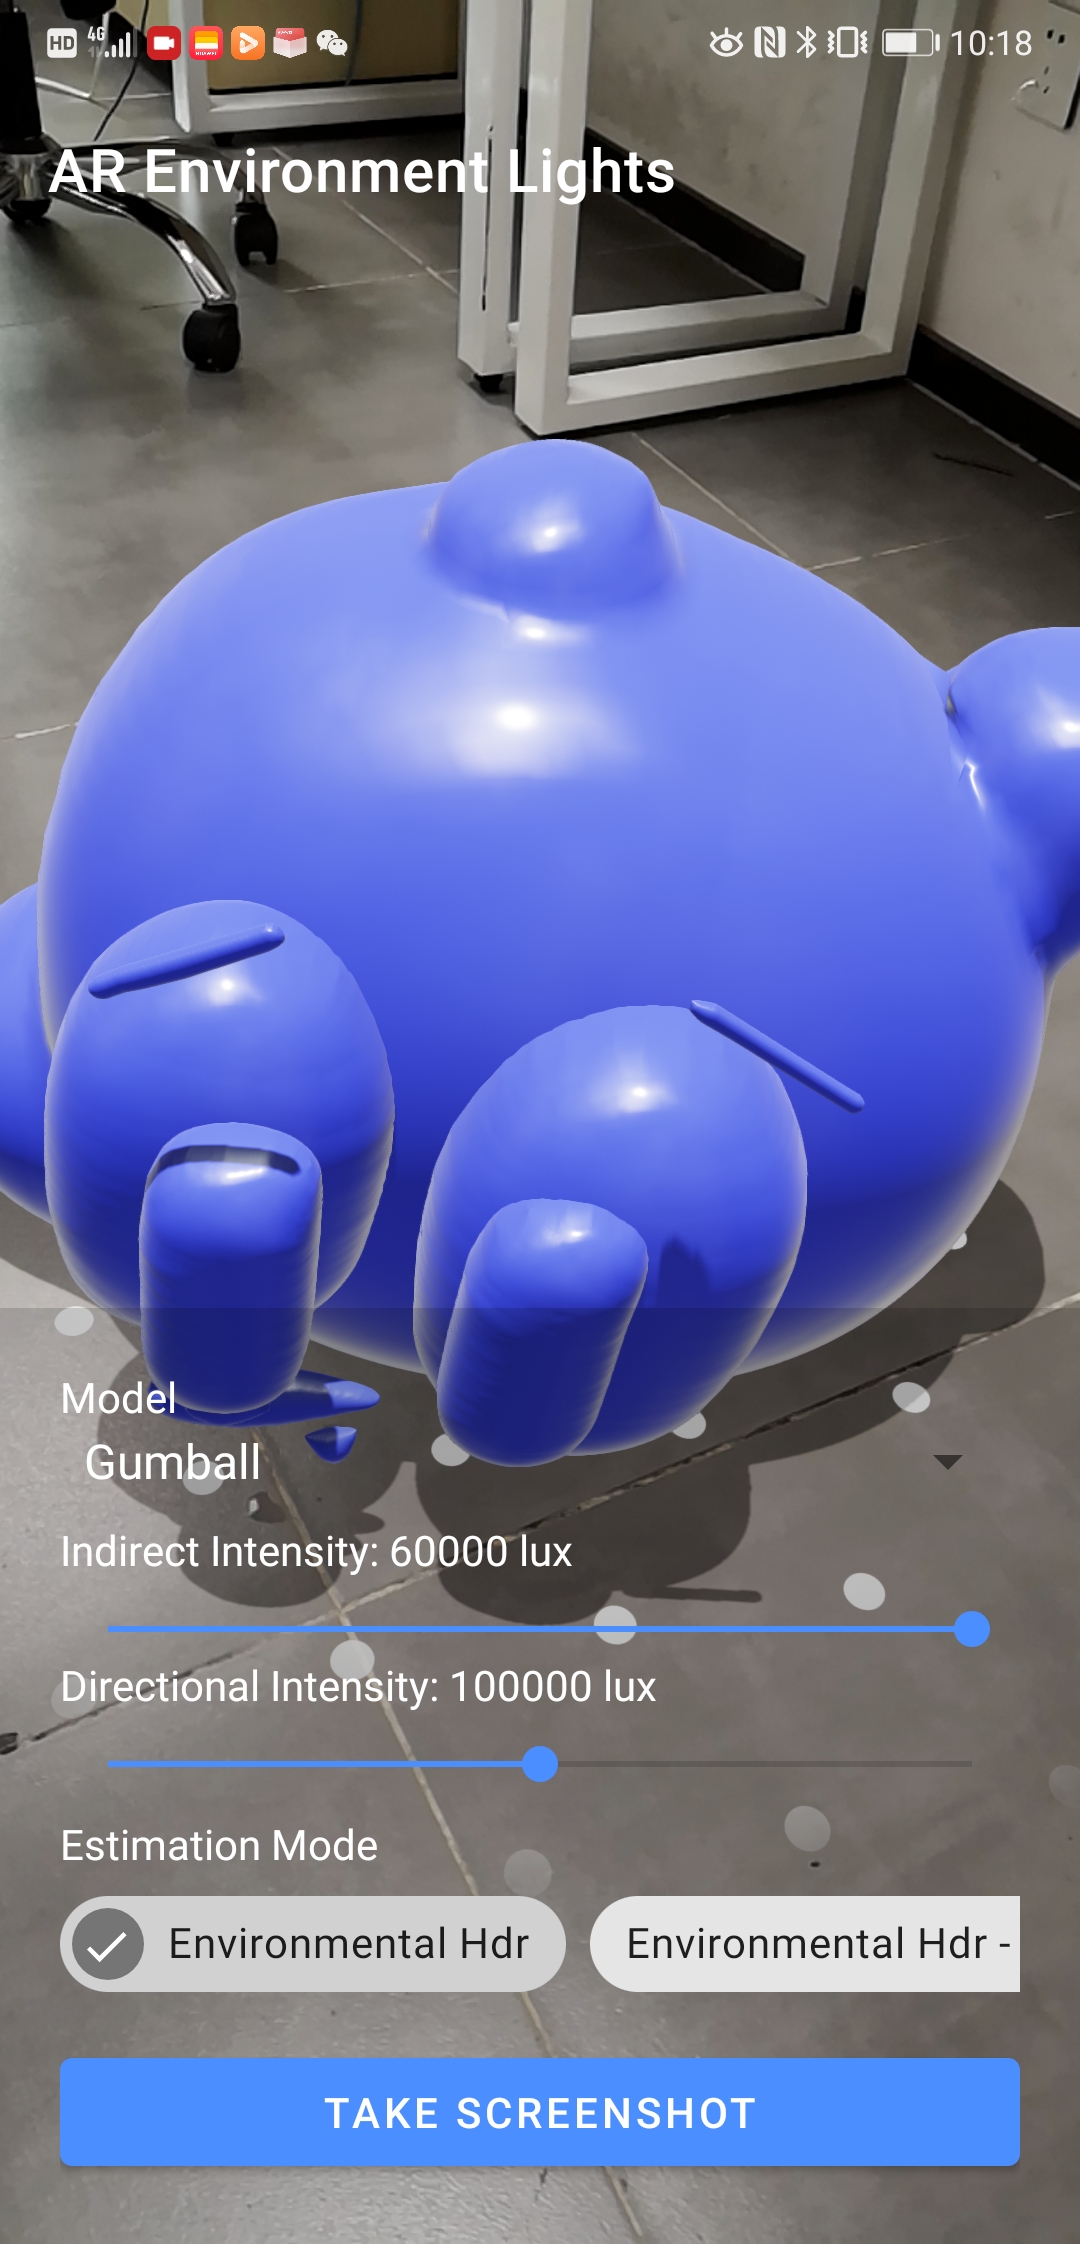 HD 4G 10:18
AR Environment Lights
Model
Gumball
Indirect Intensity: 60000 lux
Directional Intensity: 100000 lux
Estimation Mode
Environmental Hdr Environmental Hdr -
TAKE SCREENSHOT